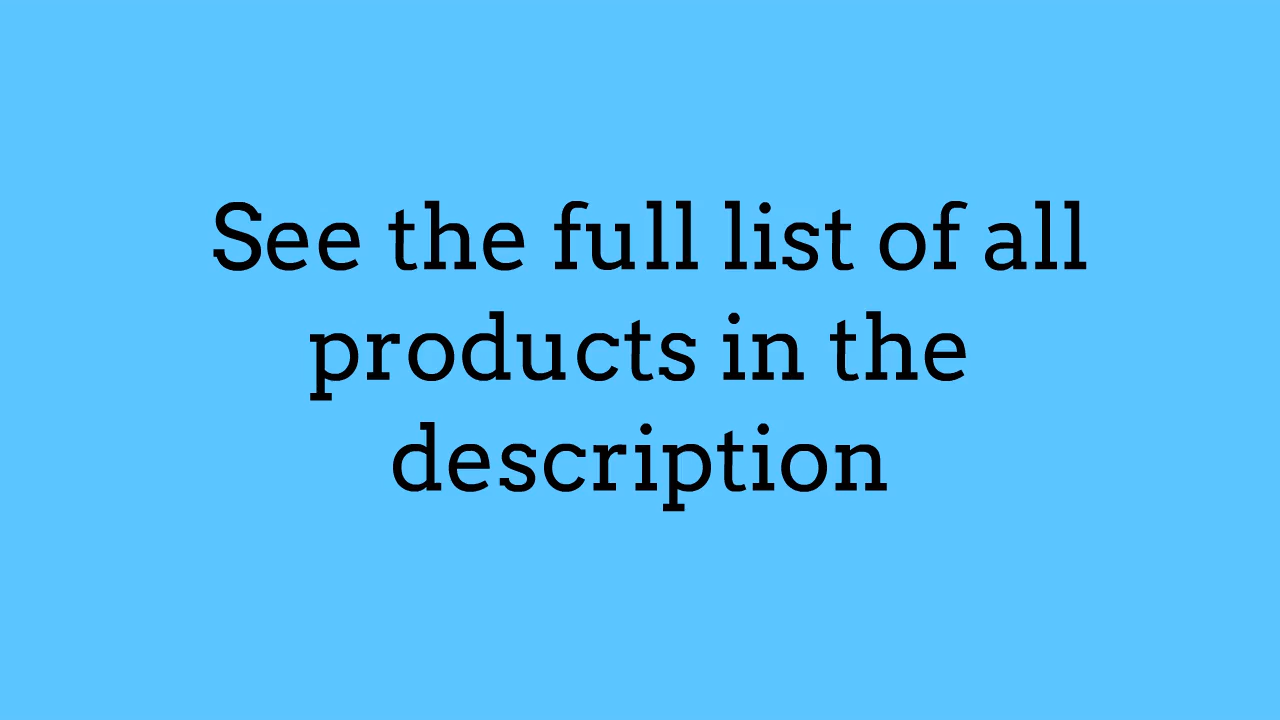 See the full list of all
products in the
description